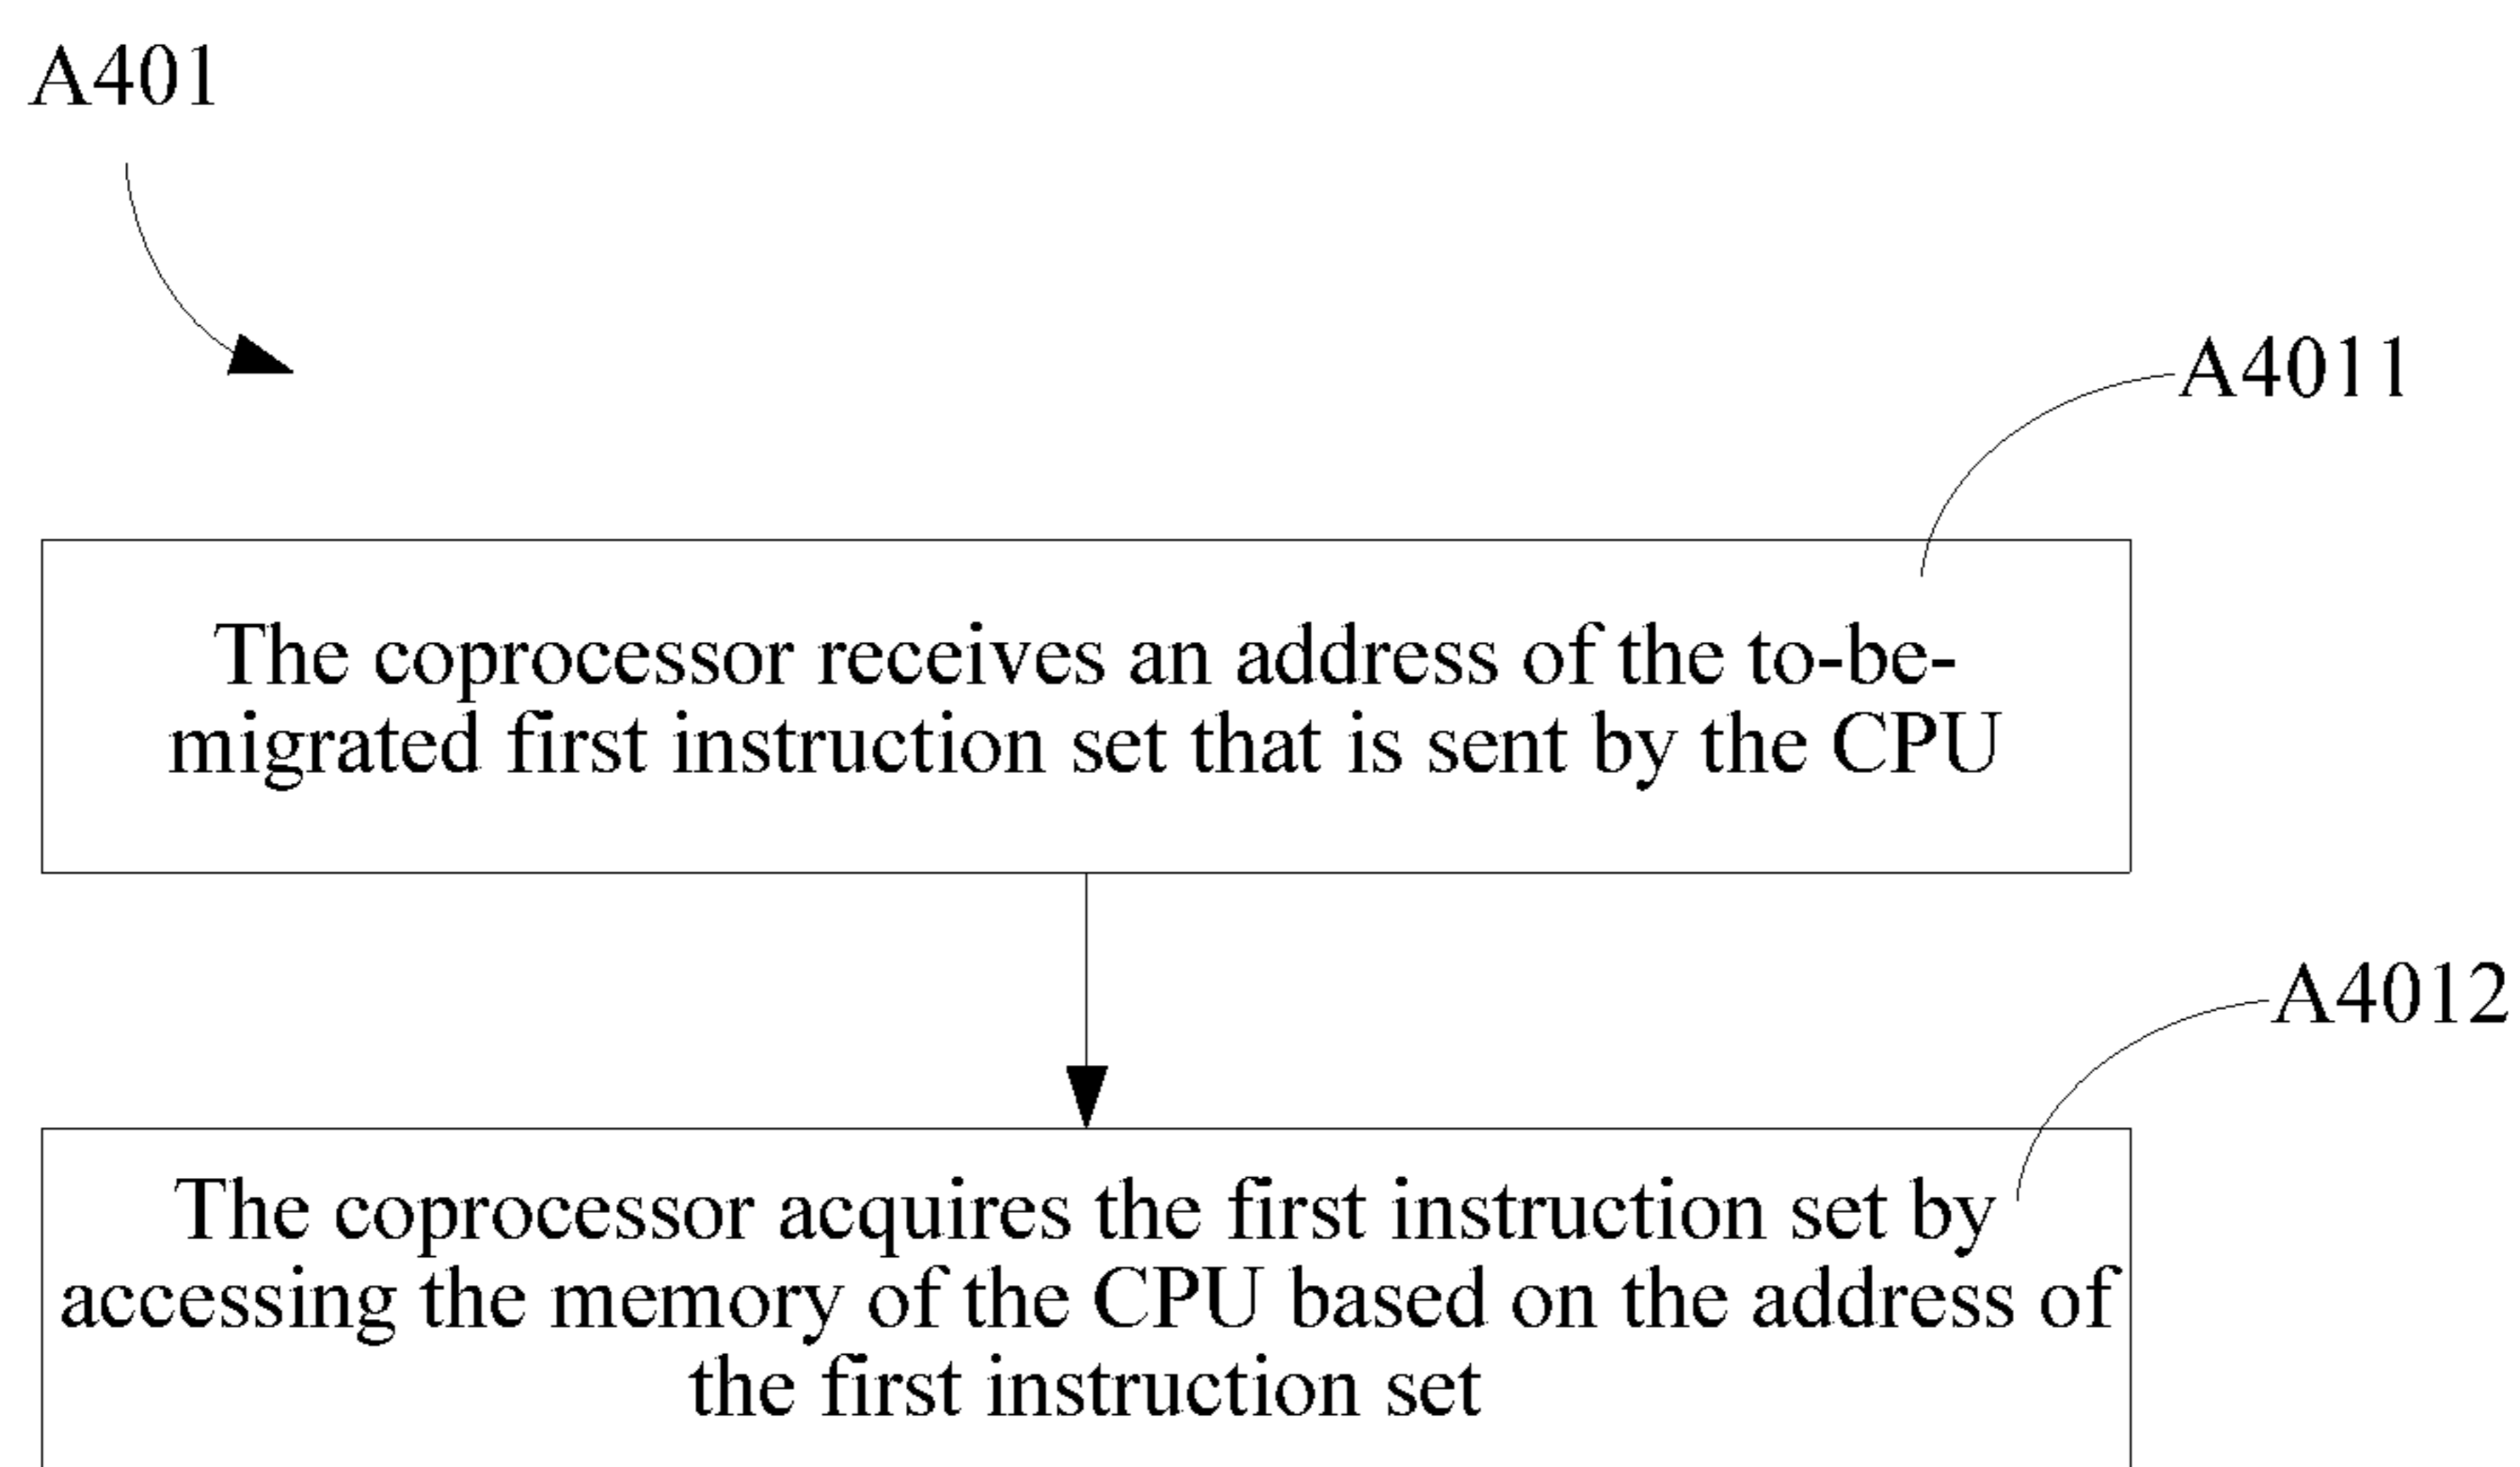 A401
A4011
The coprocessor receives an address of the to-be-
migrated first instruction set that is sent by the CPU
A4012
The coprocessor acquires the first instruction set by
accessing the memory of the CPU based on the address of
the first instruction set